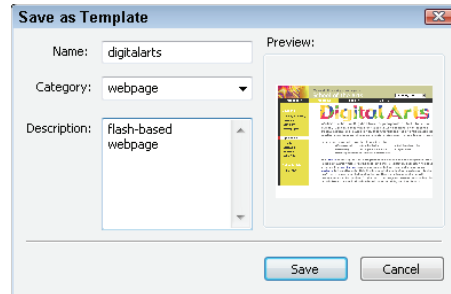 Save as Template
Name: digitalarts
Preview:
Category: webpage
Description: flash-based
webpage
Digital Arts
Save Cancel